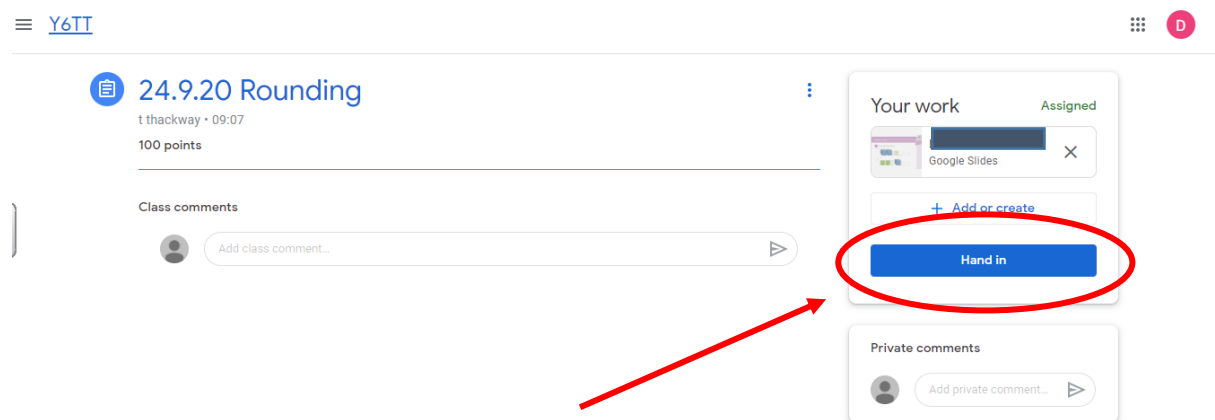 Y6TT
D
24.9.20 Rounding
t thackway • 09:07
100 points
Class comments
Add class comment...
Your work
Assigned
Google Slides
+ Add or create
Hand in
Private comments
Add private comment...